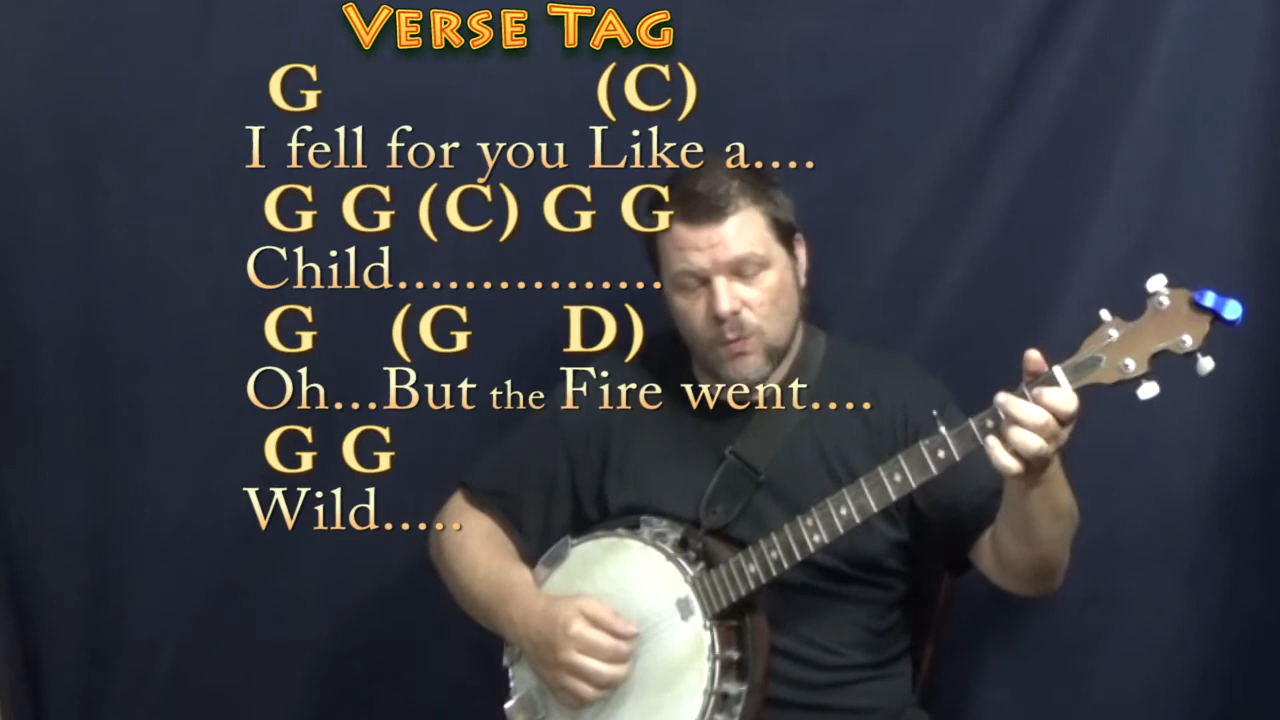 VERSE TAG
G (C)
I fell for you Like a....
G G (C) G G
Child................
G (G D)
Oh...But the Fire went....
G G
Wild.....